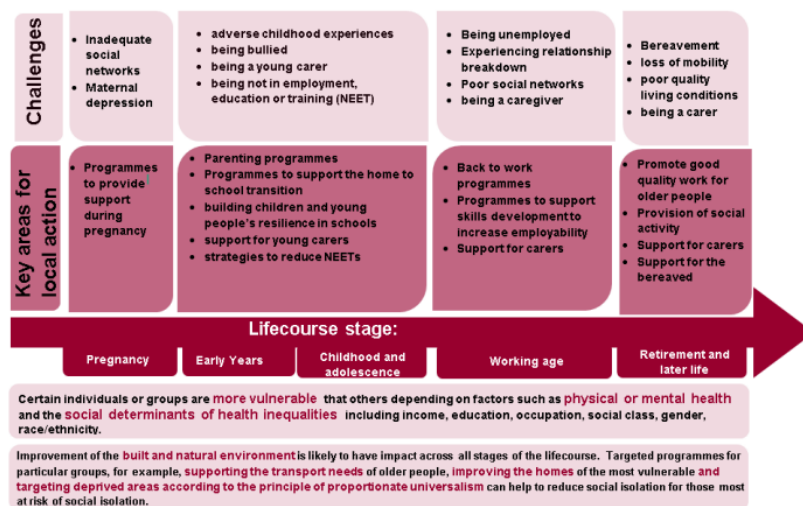 Challenges
• Inadequate
social
networks
• Maternal
depression
• adverse childhood experiences
• being bullied
• being a young carer
• being not in employment,
education or training (NEET)
• Being unemployed
• Experiencing relationship
breakdown
• Poor social networks
• being a caregiver
• Bereavement
• loss of mobility
• poor quality
living conditions
• being a carer
Key areas for
local action
• Programmes
to provide
support
during
pregnancy
• Parenting programmes
• Programmes to support the home to
school transition
• building children and young
people's resilience in schools
• support for young carers
• strategies to reduce NEETs
• Back to work
programmes
• Programmes to support
skills development to
increase employability
• Support for carers
• Promote good
quality work for
older people
• Provision of social
activity
• Support for carers
• Support for the
bereaved
Lifecourse stage:
Pregnancy
Early Years
Childhood and
adolescence
Working age
Retirement and
later life
Certain individuals or groups are more vulnerable that others depending on factors such as physical or mental health
and the social determinants of health inequalities including income, education, occupation, social class, gender,
race/ethnicity.
Improvement of the built and natural environment is likely to have impact across all stages of the lifecourse. Targeted programmes for
particular groups, for example, supporting the transport needs of older people, improving the homes of the most vulnerable and
targeting deprived areas according to the principle of proportionate universalism can help to reduce social isolation for those most
at risk of social isolation.